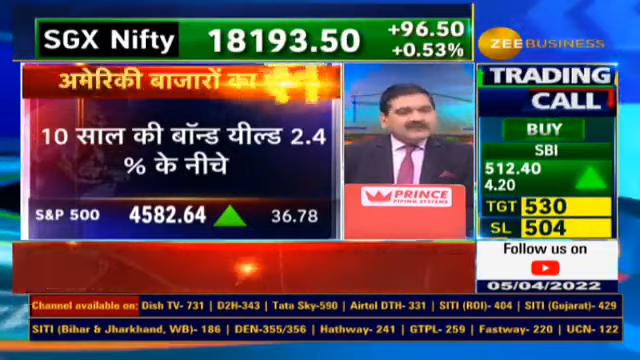 SGX Nifty 18193.50 +96.50
+0.53%
ZEE BUSINESS
अमेरिकी बाजारों का
10 साल की बॉन्ड यील्ड 2.4
% के नीचे
S&P 500 4582.64 36.78
PRINCE
PIPING SYSTEMS
TRADING
CALL
BUY
SBI
512.40
4.20
TGT 530
SL 504
Follow us on
05/04/2022
Channel available on: Dish TV- 731 | D2H-343 | Tata Sky-590 | Airtel DTH- 331 | SITI (ROI)- 404 | SITI (Gujarat)- 429
SITI (Bihar & Jharkhand, WB)- 186 | DEN-355/356 | Hathway- 241 | GTPL- 259 | Fastway- 220 | UCN- 122